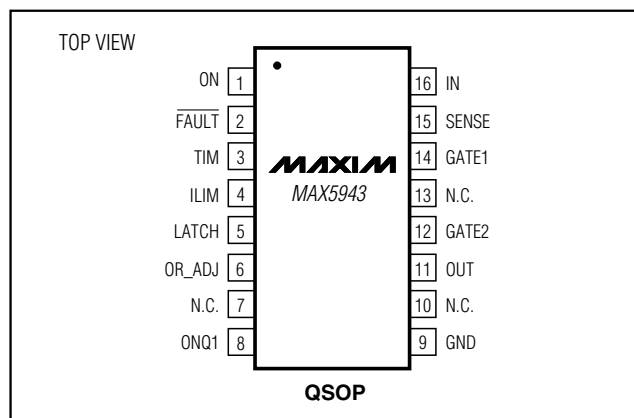 TOP VIEW
ON 1
FAULT 2
TIM 3
ILIM 4
LATCH 5
OR_ADJ 6
N.C. 7
ONQ1 8
MAXIM
MAX5943
16 IN
15 SENSE
14 GATE1
13 N.C.
12 GATE2
11 OUT
10 N.C.
9 GND
QSOP